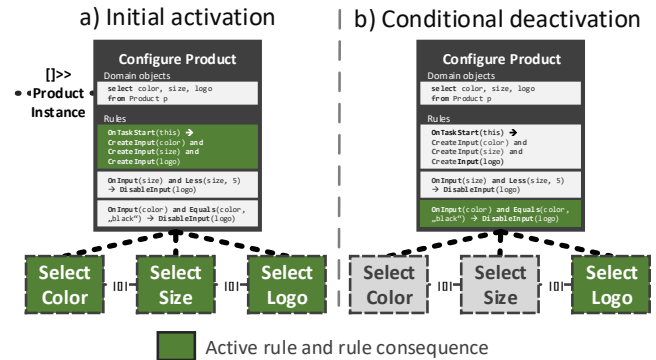 a) Initial activation
Configure Product
Domain objects
select color, size, logo
from Product p
Rules
OnTaskStart(this) →
CreateInput(color) and
CreateInput(size) and
CreateInput(logo)
OnInput(size) and Less(size, 5)
→ DisableInput(logo)
OnInput(color) and Equals(color,
„black“) → DisableInput(logo)
[]>>
Product
Instance
Select
Color
|O|
Select
Size
|O|
Select
Logo
b) Conditional deactivation
Configure Product
Domain objects
select color, size, logo
from Product p
Rules
OnTaskStart(this) →
CreateInput(color) and
CreateInput(size) and
CreateInput(logo)
OnInput(size) and Less(size, 5)
→ DisableInput(logo)
OnInput(color) and Equals(color,
„black“) → DisableInput(logo)
Select
Color
|O|
Select
Size
|O|
Select
Logo
Active rule and rule consequence